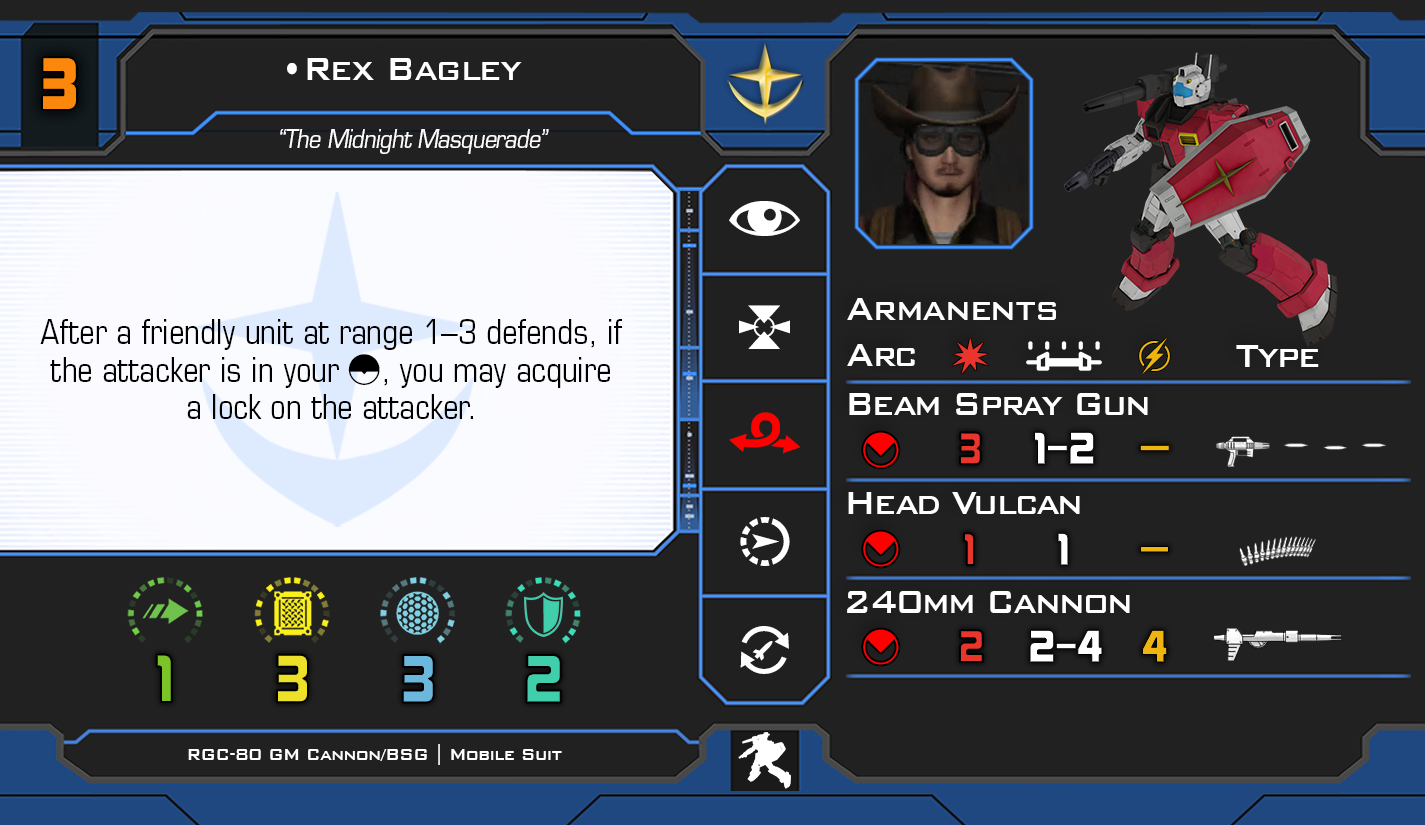 3
•Rex Bagley
“The Midnight Masquerade”
After a friendly unit at range 1–3 defends, if
the attacker is in your , you may acquire
a lock on the attacker.
1 3 3 2
RGC-80 GM Cannon/BSG | Mobile Suit
Armanents
Arc Type
Beam Spray Gun
3 1–2 –
Head Vulcan
1 1 –
240mm Cannon
2 2–4 4